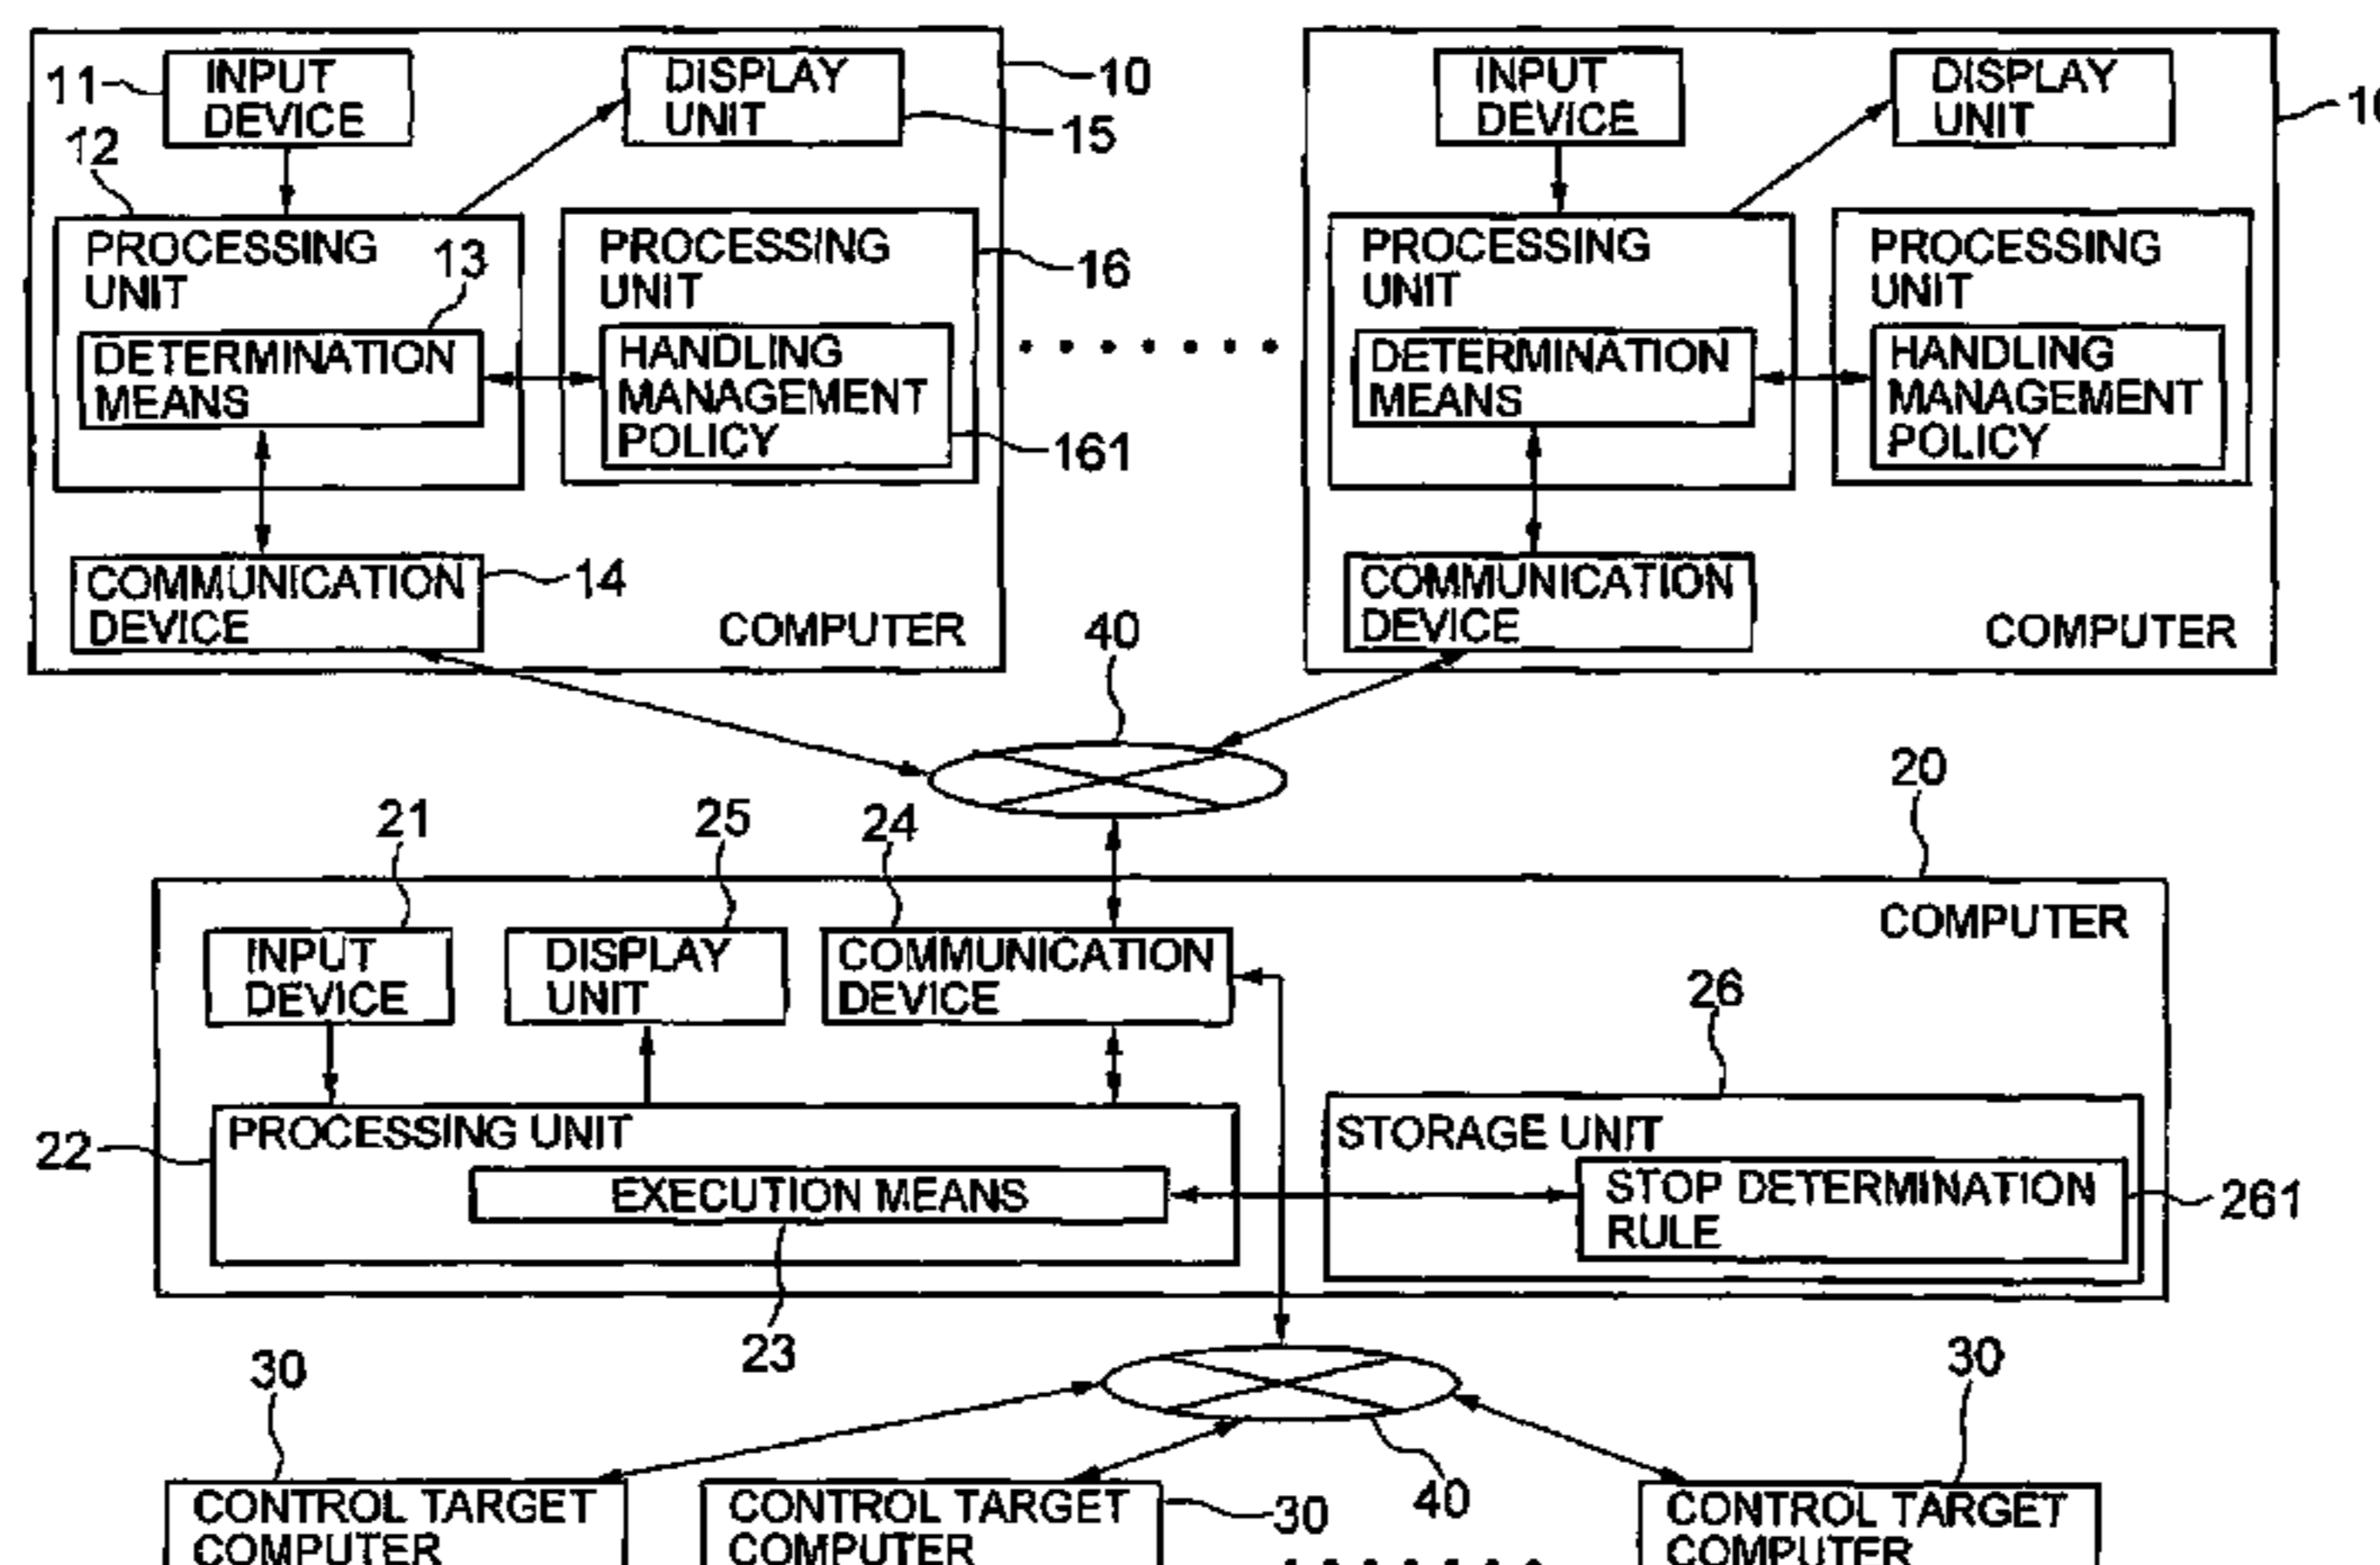 11
INPUT
DEVICE
DISPLAY
UNIT
10
15
12
PROCESSING
UNIT
13
DETERMINATION
MEANS
PROCESSING
UNIT
16
HANDLING
MANAGEMENT
POLICY
161
COMMUNICATION
DEVICE
14
COMPUTER
INPUT
DEVICE
DISPLAY
UNIT
PROCESSING
UNIT
DETERMINATION
MEANS
PROCESSING
UNIT
HANDLING
MANAGEMENT
POLICY
COMMUNICATION
DEVICE
COMPUTER
40
20
21
25
24
COMPUTER
INPUT
DEVICE
DISPLAY
UNIT
COMMUNICATION
DEVICE
26
22
PROCESSING UNIT
EXECUTION MEANS
STORAGE UNIT
STOP DETERMINATION
RULE
261
23
30
30
CONTROL TARGET
COMPUTER
CONTROL TARGET
COMPUTER
30
40
CONTROL TARGET
COMPUTER